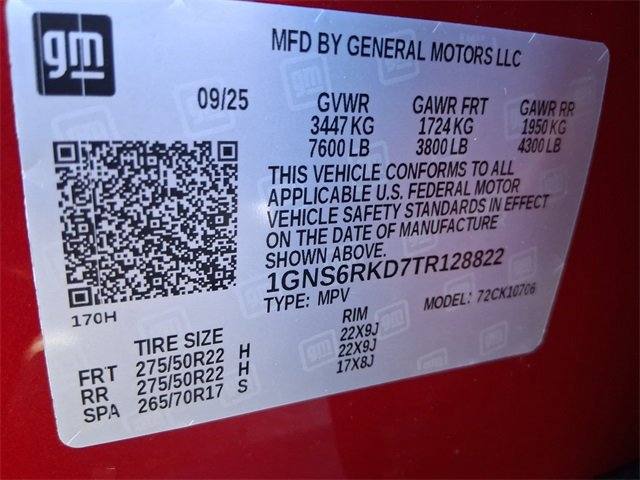 gm
MFD BY GENERAL MOTORS LLC
09/25
GVWR GAWR FRT GAWR RR
3447 KG 1724 KG 1950 KG
7600 LB 3800 LB 4300 LB
THIS VEHICLE CONFORMS TO ALL
APPLICABLE U.S. FEDERAL MOTOR
VEHICLE SAFETY STANDARDS IN EFFECT
ON THE DATE OF MANUFACTURE
SHOWN ABOVE.
1GNS6RKD7TR128822
TYPE: MPV MODEL: 72CK10706
170H
TIRE SIZE RIM
FRT 275/50R22 H 22X9J
RR 275/50R22 H 22X9J
SPA 265/70R17 S 17X8J